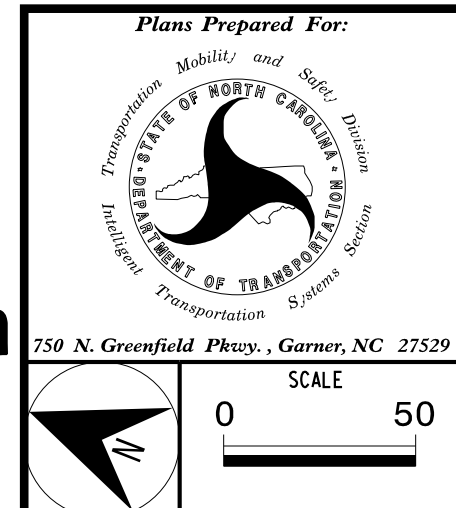 Plans Prepared For:
Transportation Mobility and Safety Division
STATE OF NORTH CAROLINA
DEPARTMENT OF TRANSPORTATION
Intelligent Transportation Systems Section
750 N. Greenfield Pkwy., Garner, NC 27529
SCALE
0 50
N